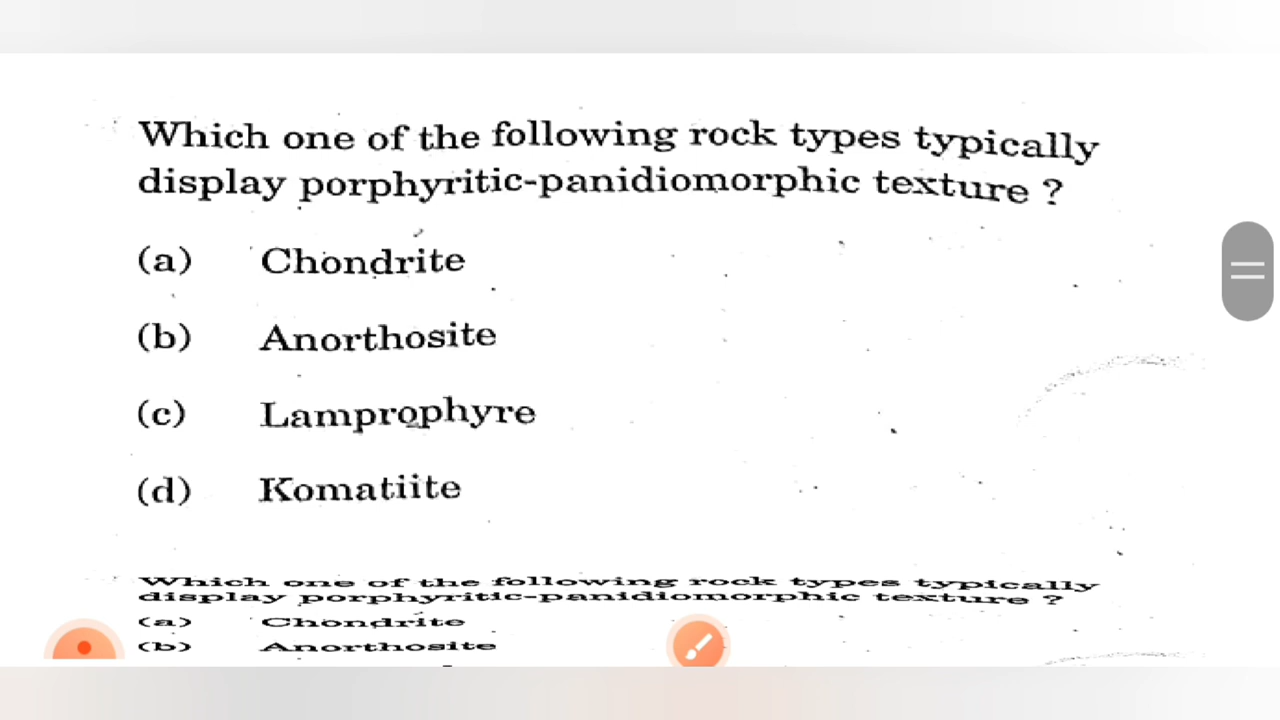 Which one of the following rock types typically
display porphyritic-panidiomorphic texture ?
(a) Chondrite
(b) Anorthosite
(c) Lamprophyre
(d) Komatiite
Which one of the following rock types typically
display porphyritic-panidiomorphic texture ?
(a) Chondrite
(b) Anorthosite